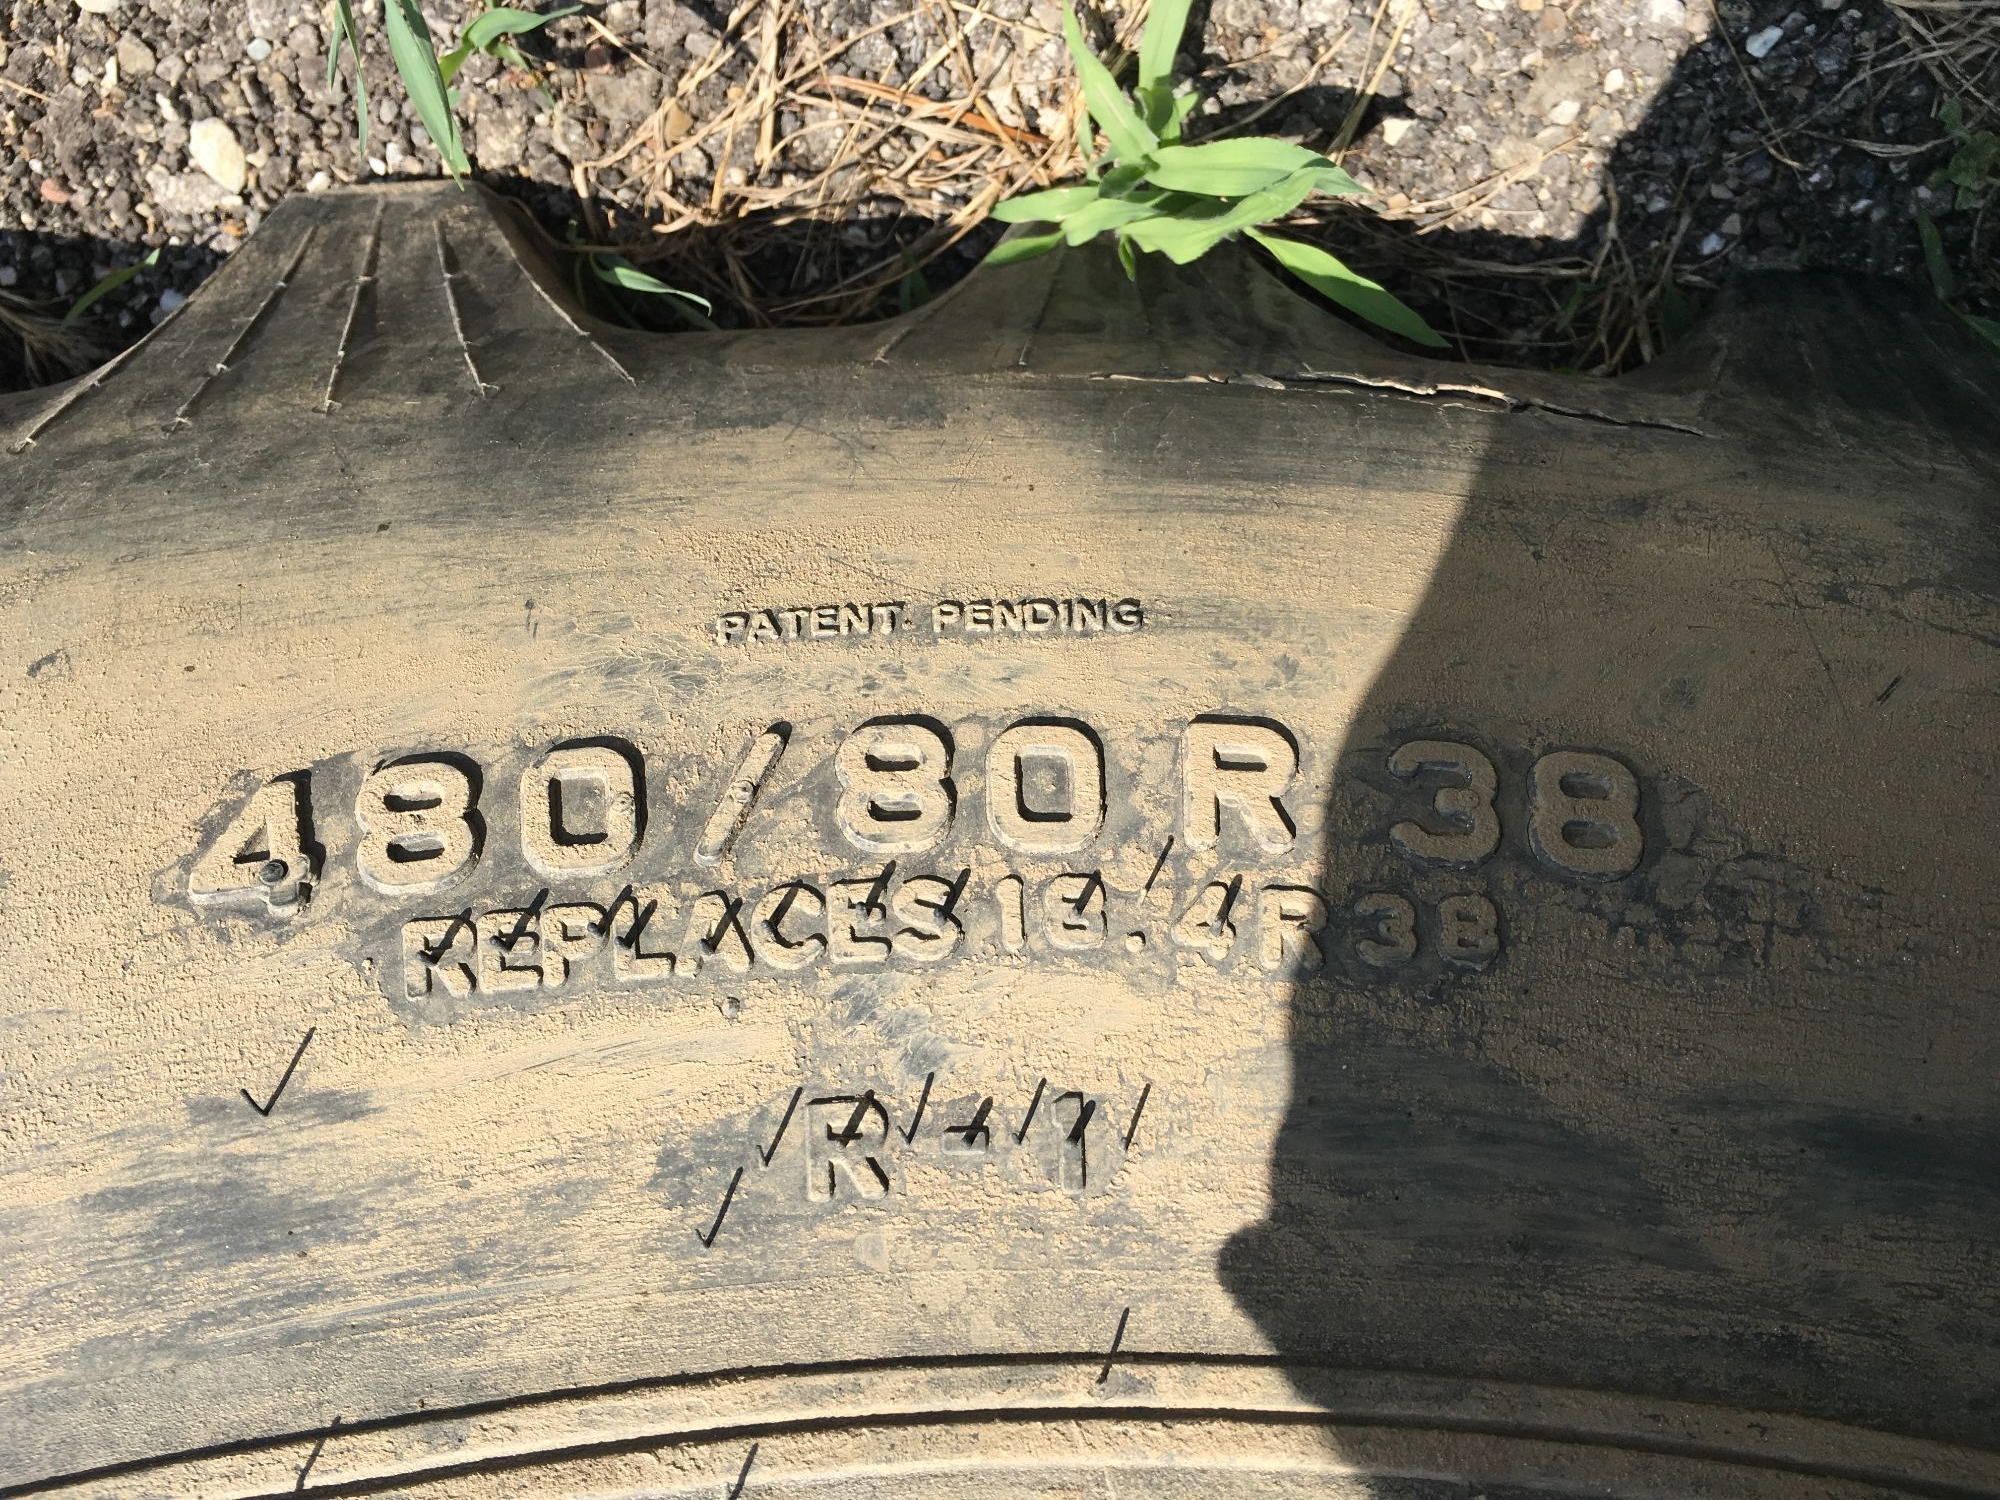 PATENT PENDING
480/80 R 38
REPLACES 18.4R38
R-1